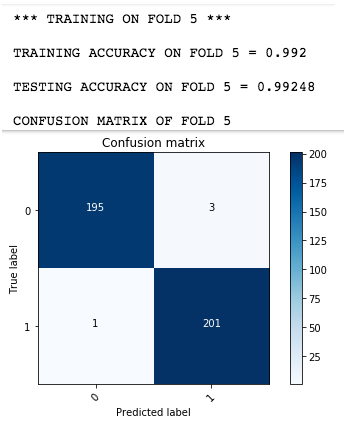 *** TRAINING ON FOLD 5 ***
TRAINING ACCURACY ON FOLD 5 = 0.992
TESTING ACCURACY ON FOLD 5 = 0.99248
CONFUSION MATRIX OF FOLD 5
Confusion matrix
0
195
3
1
1
201
True label
0
1
Predicted label
200
175
150
125
100
75
50
25